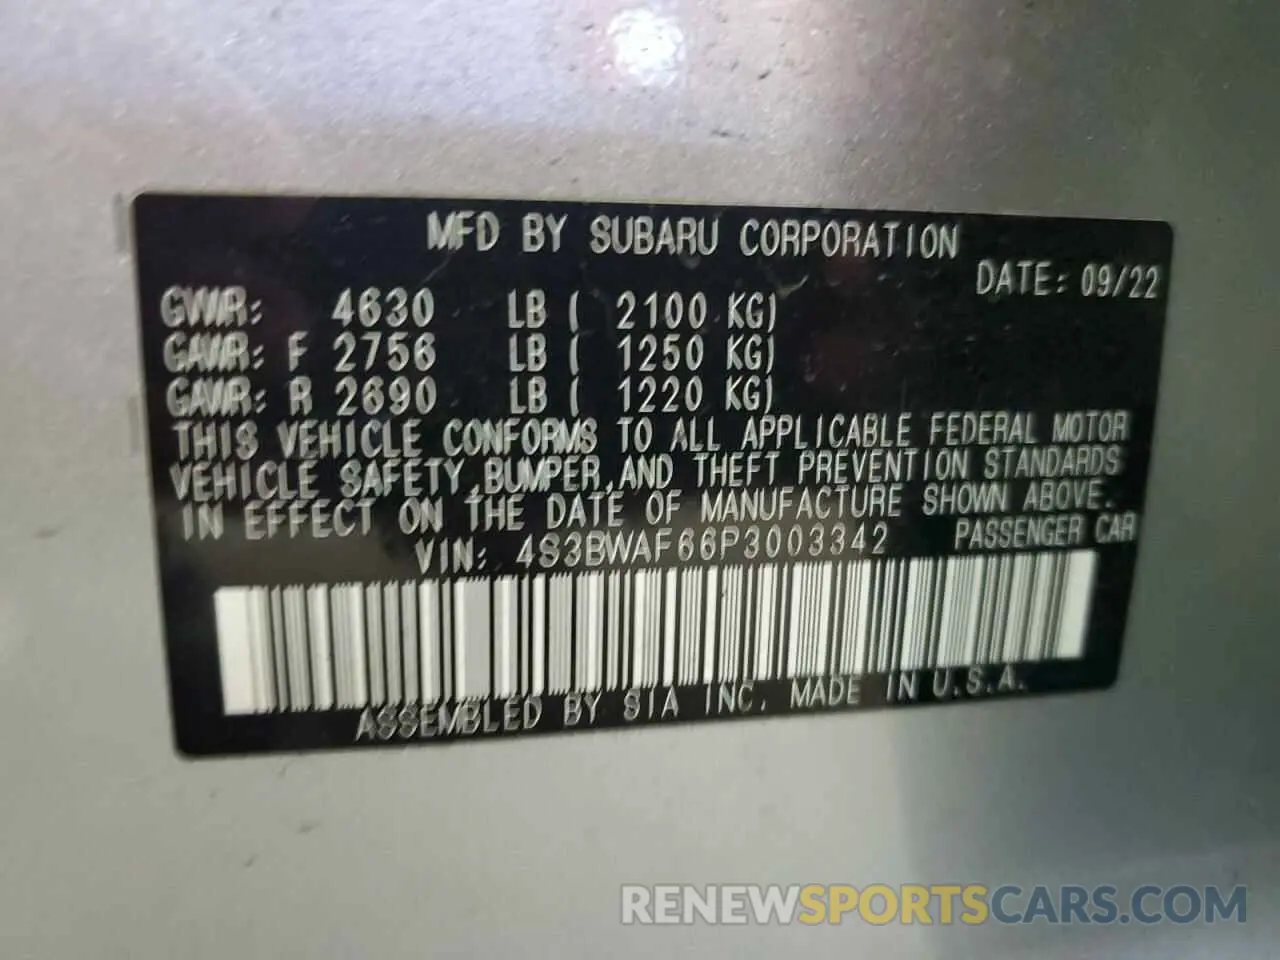 MFD BY SUBARU CORPORATION
DATE: 09/22
GVWR: 4630 LB ( 2100 KG)
GAWR: F 2756 LB ( 1250 KG)
GAWR: R 2690 LB ( 1220 KG)
THIS VEHICLE CONFORMS TO ALL APPLICABLE FEDERAL MOTOR
VEHICLE SAFETY,BUMPER,AND THEFT PREVENTION STANDARDS
IN EFFECT ON THE DATE OF MANUFACTURE SHOWN ABOVE.
VIN: 4S3BWAF66P3003342 PASSENGER CAR
ASSEMBLED BY SIA INC. MADE IN U.S.A.
RENEWSPORTSCARS.COM